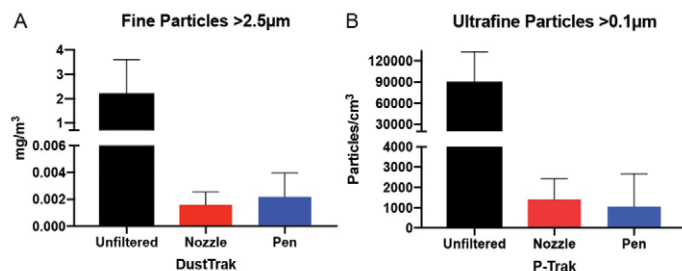 A Fine Particles >2.5µm
mg/m³
4
3
2
1
0.006
0.004
0.002
0.000
Unfiltered Nozzle Pen
DustTrak
B Ultrafine Particles >0.1µm
Particles/cm³
120000
90000
60000
30000
4000
3000
2000
1000
0
Unfiltered Nozzle Pen
P-Trak